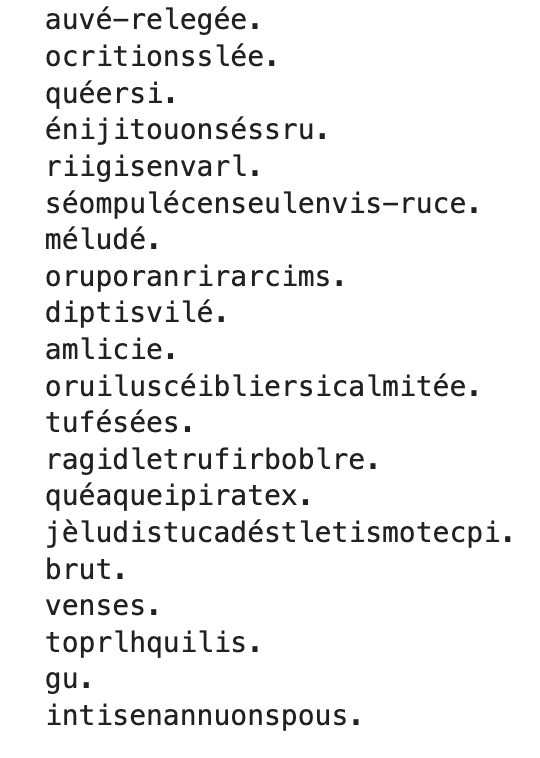 auvé-relegée.
ocritionsslée.
quéersi.
énijitouonséssru.
riigisenvarl.
séompulécenseulenvis-ruce.
méludé.
oruporanrirarcims.
diptisvilé.
amlicie.
oruiluscéibliersicalmitée.
tufésées.
ragidletrufirboblre.
quéaqueipiratex.
jèludistucadéstletismotecpi.
brut.
venses.
toprlhquilis.
gu.
intisenannuonspous.